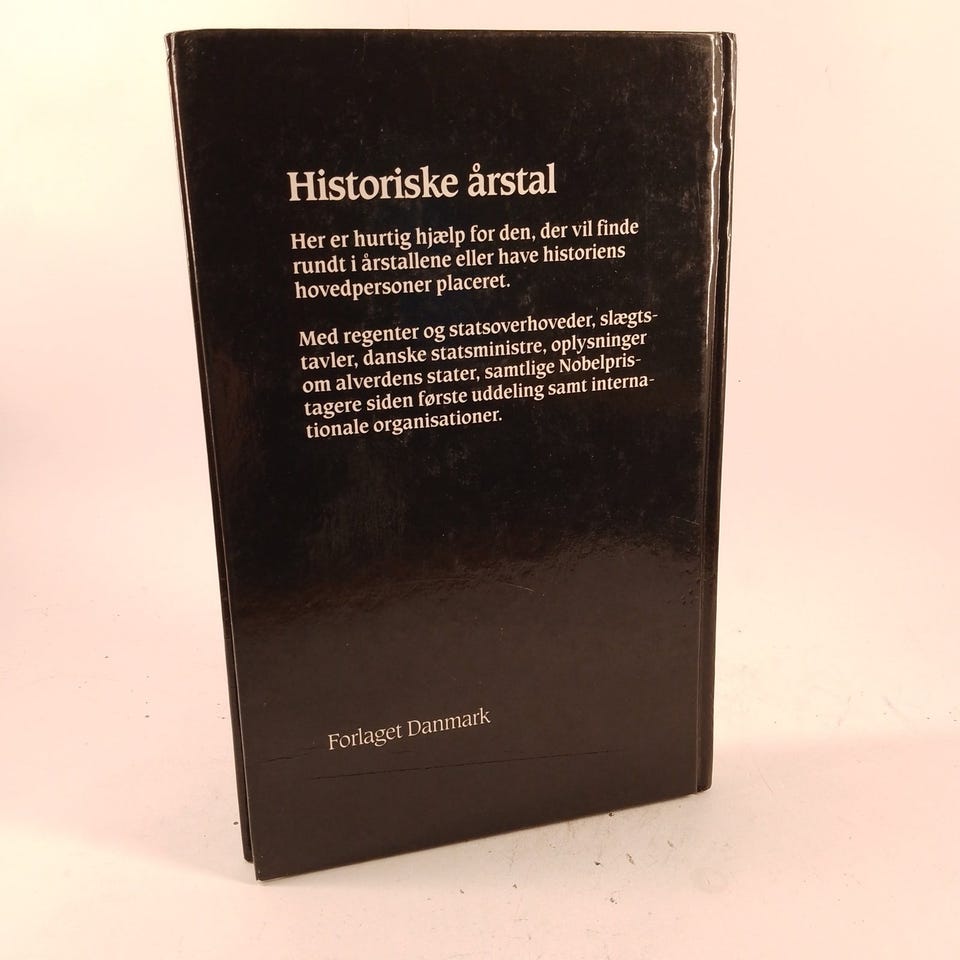 Historiske årstal
Her er hurtig hjælp for den, der vil finde
rundt i årstallene eller have historiens
hovedpersoner placeret.
Med regenter og statsoverhoveder, slægts-
tavler, danske statsministre, oplysninger
om alverdens stater, samtlige Nobelpris-
tagere siden første uddeling samt interna-
tionale organisationer.
Forlaget Danmark